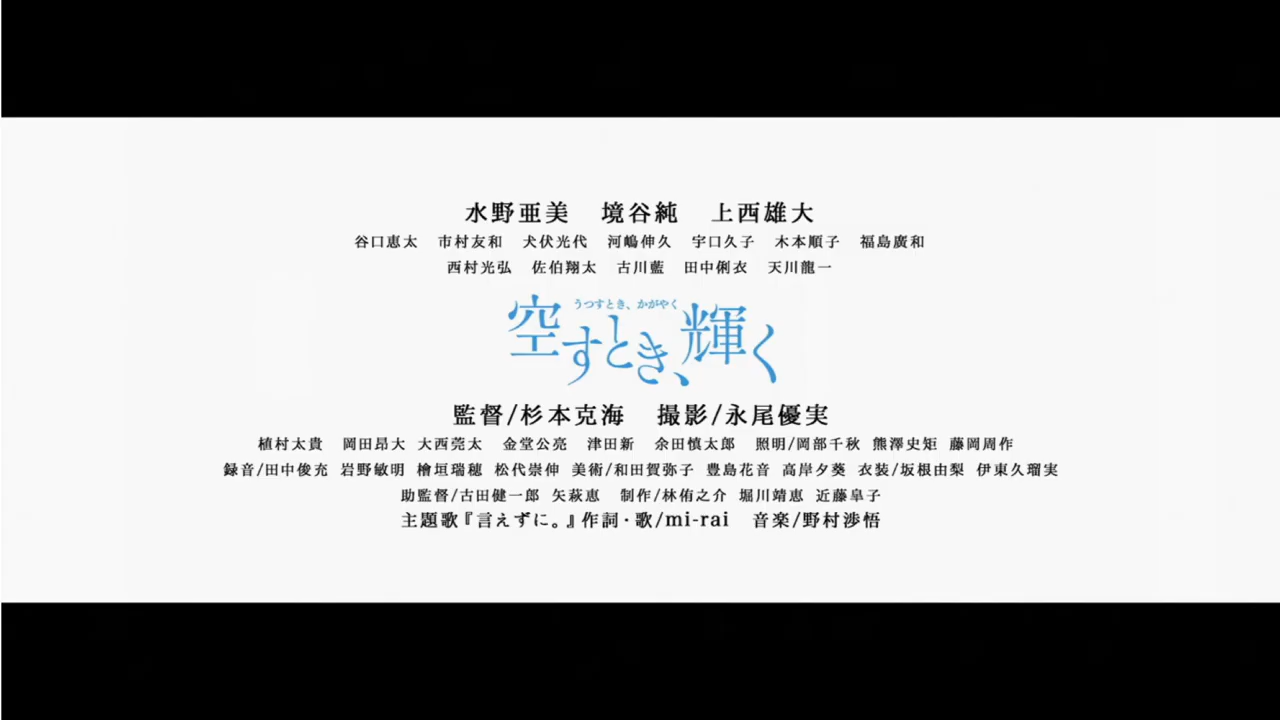 水野亜美　境谷純　上西雄大
谷口恵太　市村友和　犬伏光代　河嶋伸久　宇口久子　木本順子　福島廣和
西村光弘　佐伯翔太　古川藍　田中俐衣　天川龍一
うつすとき、かがやく
空すとき、輝く
監督/杉本克海　撮影/永尾優実
植村太貴　岡田昂大　大西莞太　金堂公亮　津田新　余田慎太郎　照明/岡部千秋　熊澤史矩　藤岡周作
録音/田中俊充　岩野敏明　檜垣瑞穂　松代崇伸　美術/和田賀弥子　豊島花音　高岸夕葵　衣装/坂根由梨　伊東久瑠実
助監督/古田健一郎　矢萩恵　制作/林侑之介　堀川靖恵　近藤皐子
主題歌『言えずに。』作詞・歌/mi-rai　音楽/野村渉悟